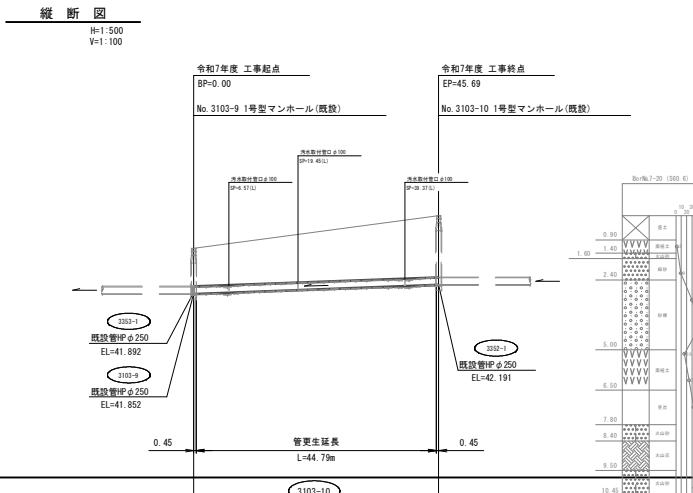 縦断図
H=1:500
V=1:100
令和7年度 工事起点
BP=0.00
No.3103-9 1号型マンホール(既設)
令和7年度 工事終点
EP=45.69
No.3103-10 1号型マンホール(既設)
汚水取付管口φ100
SP=19.45(L)
汚水取付管口φ100
SP=6.57(L)
汚水取付管口φ100
SP=39.37(L)
3353-1
既設管HPφ250
EL=41.892
3103-9
既設管HPφ250
EL=41.852
3352-1
既設管HPφ250
EL=42.191
0.45
管更生延長
0.45
L=44.79m
3103-10
BorNo.7-20 (S60.6)
0.90
1.40
1.60
2.40
5.00
6.50
7.80
8.40
9.50
10.45